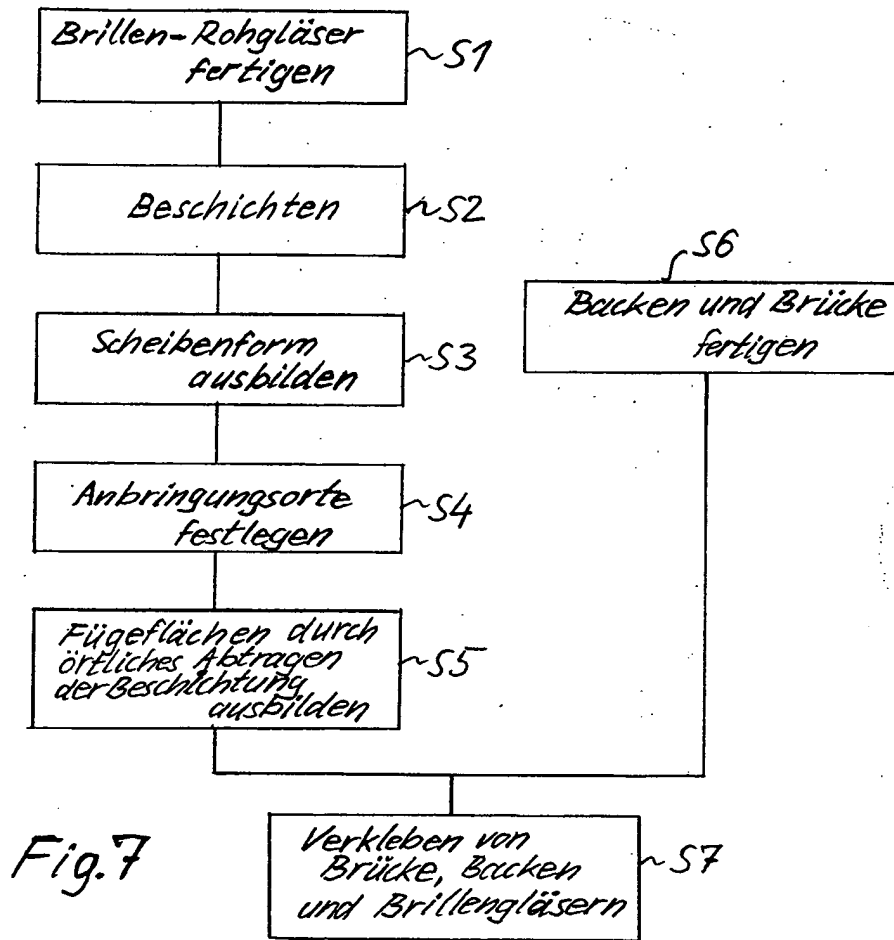 Brillen-Rohgläser
fertigen
S1
Beschichten
S2
Scheibenform
ausbilden
S3
Anbringungsorte
festlegen
S4
Fügeflächen durch
örtliches Abtragen
der Beschichtung
ausbilden
S5
S6
Backen und Brücke
fertigen
Verkleben von
Brücke, Backen
und Brillengläsern
S7
Fig.7